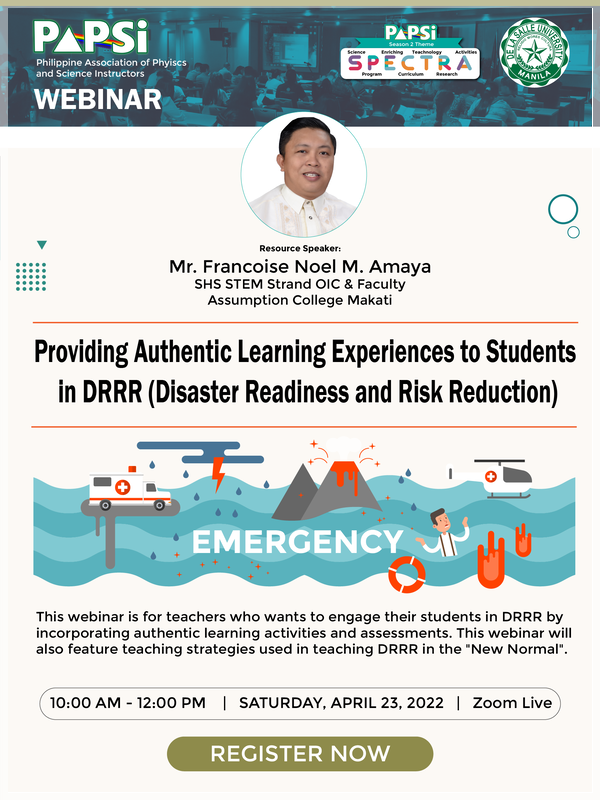 PAPSi
Philippine Association of Phyiscs
and Science Instructors
WEBINAR
PAPSi
Season 2 Theme
Science Enriching Technology Activities
SPECTRA
Program Curriculum Research
DE LA SALLE UNIVERSITY
MANILA
Resource Speaker:
Mr. Francoise Noel M. Amaya
SHS STEM Strand OIC & Faculty
Assumption College Makati
Providing Authentic Learning Experiences to Students
in DRRR (Disaster Readiness and Risk Reduction)
EMERGENCY
This webinar is for teachers who wants to engage their students in DRRR by
incorporating authentic learning activities and assessments. This webinar will
also feature teaching strategies used in teaching DRRR in the "New Normal".
10:00 AM - 12:00 PM | SATURDAY, APRIL 23, 2022 | Zoom Live
REGISTER NOW